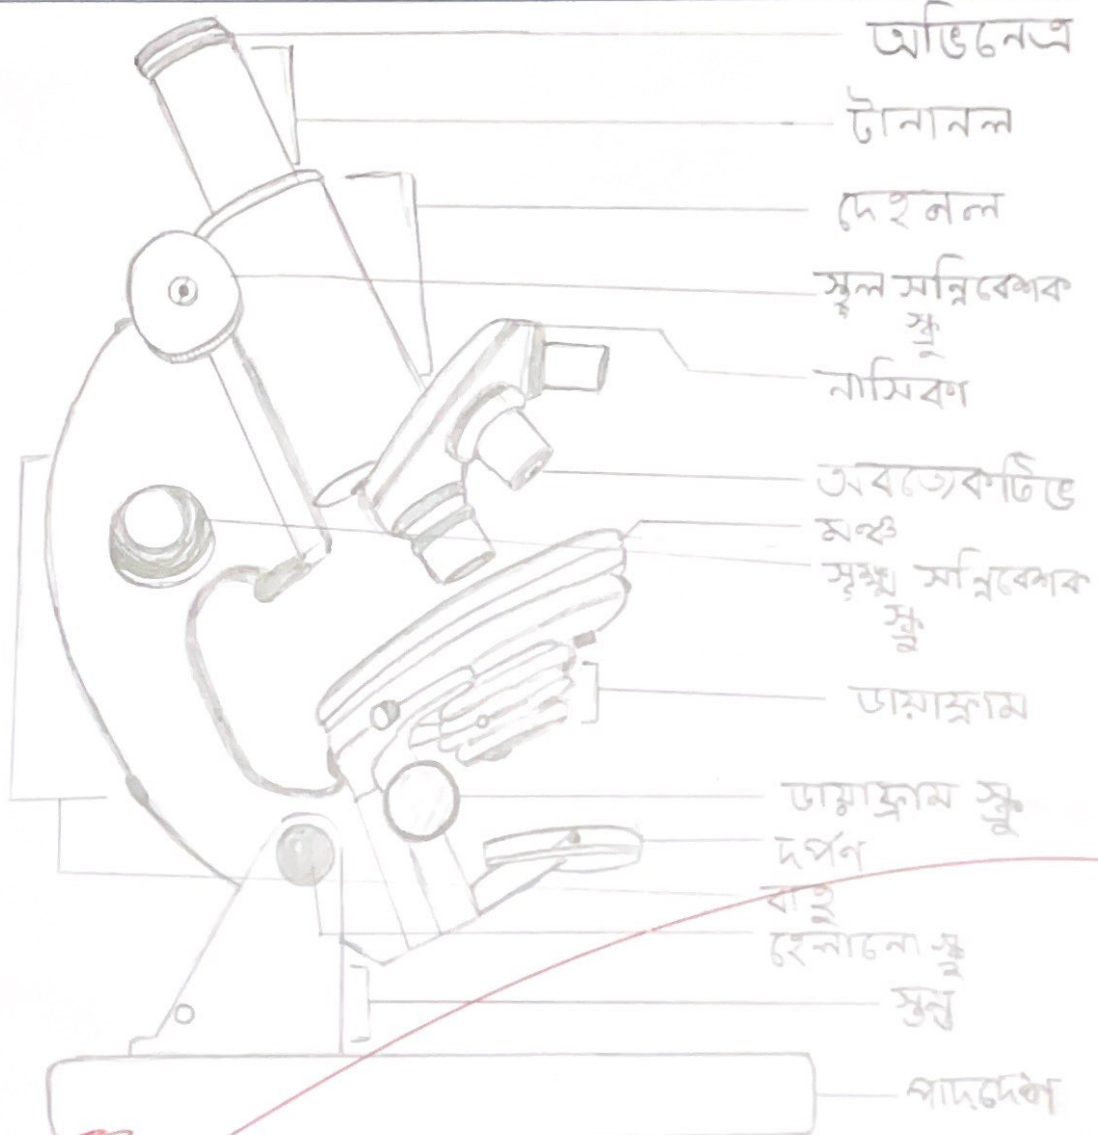 অভিনেত্র
টানানল
দেহনল
স্থূল সন্নিবেশক
স্ক্রু
নাসিকা
অবজেকটিভ
মঞ্চ
সূক্ষ্ম সন্নিবেশক
স্ক্রু
ডায়াফ্রাম
ডায়াফ্রাম স্ক্রু
দর্পণ
বাহু
হেলানো স্ক্রু
স্তম্ভ
পাদদেশ